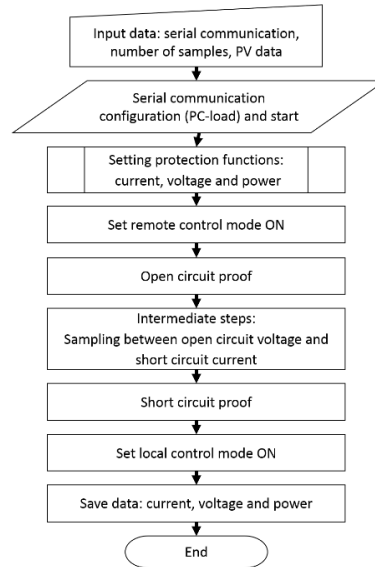 Input data: serial communication,
number of samples, PV data
Serial communication
configuration (PC-load) and start
Setting protection functions:
current, voltage and power
Set remote control mode ON
Open circuit proof
Intermediate steps:
Sampling between open circuit voltage and
short circuit current
Short circuit proof
Set local control mode ON
Save data: current, voltage and power
End